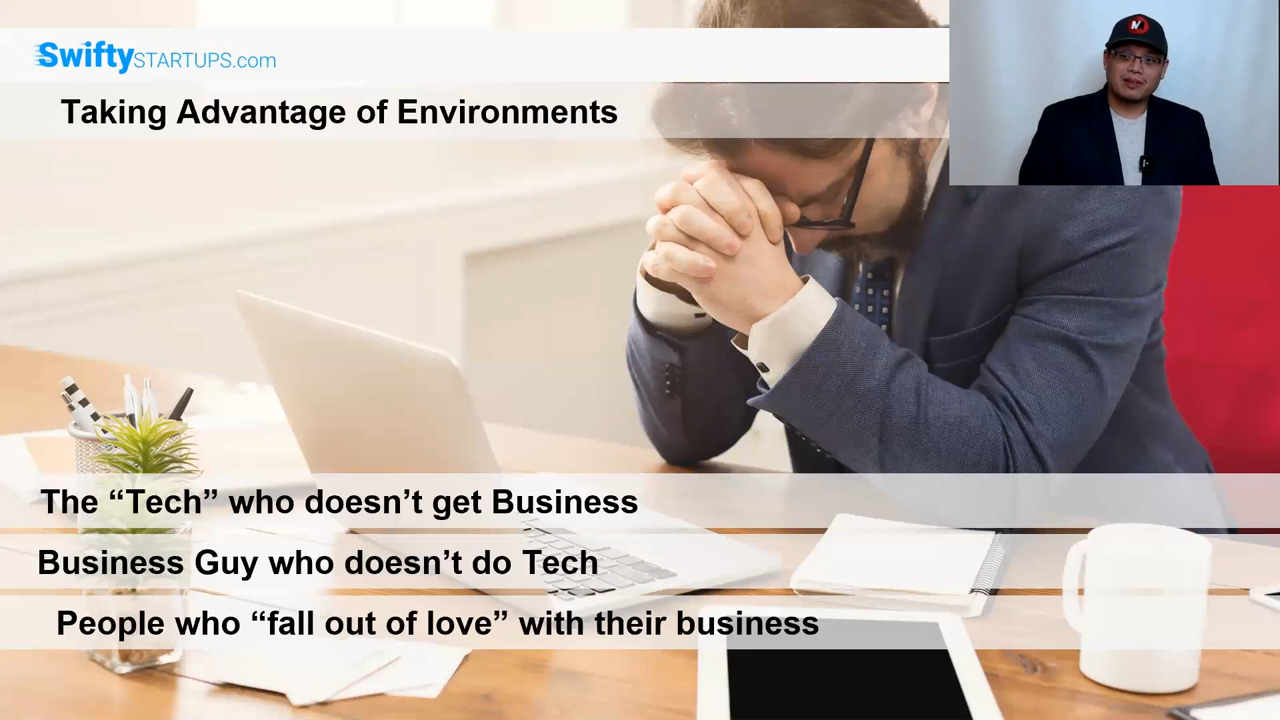 SwiftySTARTUPS.com
Taking Advantage of Environments
The “Tech” who doesn’t get Business
Business Guy who doesn’t do Tech
People who “fall out of love” with their business